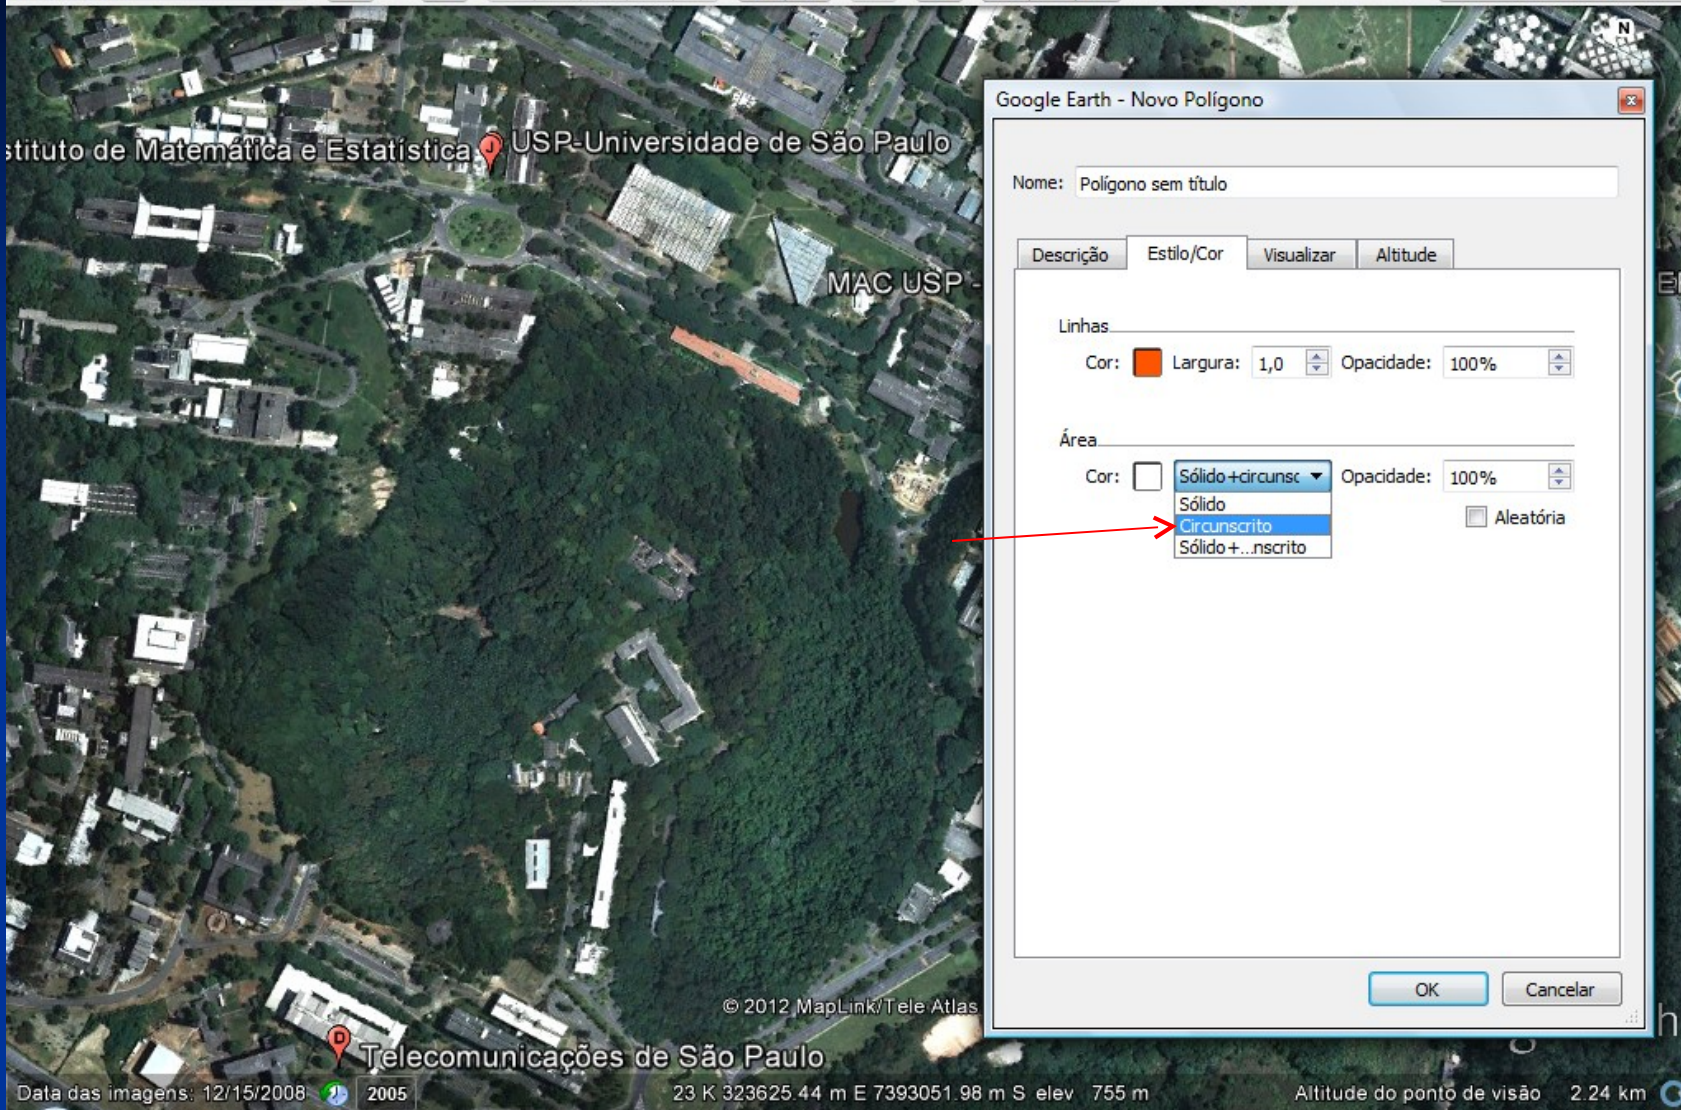 N
Google Earth - Novo Polígono
stituto de Matemática e Estatística
J
USP-Universidade de São Paulo
Nome: Polígono sem título
Descrição Estilo/Cor Visualizar Altitude
MAC USP -
Linhas
Cor: Largura: 1,0 Opacidade: 100%
Área
Cor: Sólido+circunsc Opacidade: 100%
Sólido
Circunscrito
Sólido+...nscrito
Aleatória
OK Cancelar
© 2012 MapLink/Tele Atlas
D
Telecomunicações de São Paulo
Data das imagens: 12/15/2008 2005 23 K 323625.44 m E 7393051.98 m S elev 755 m Altitude do ponto de visão 2.24 km